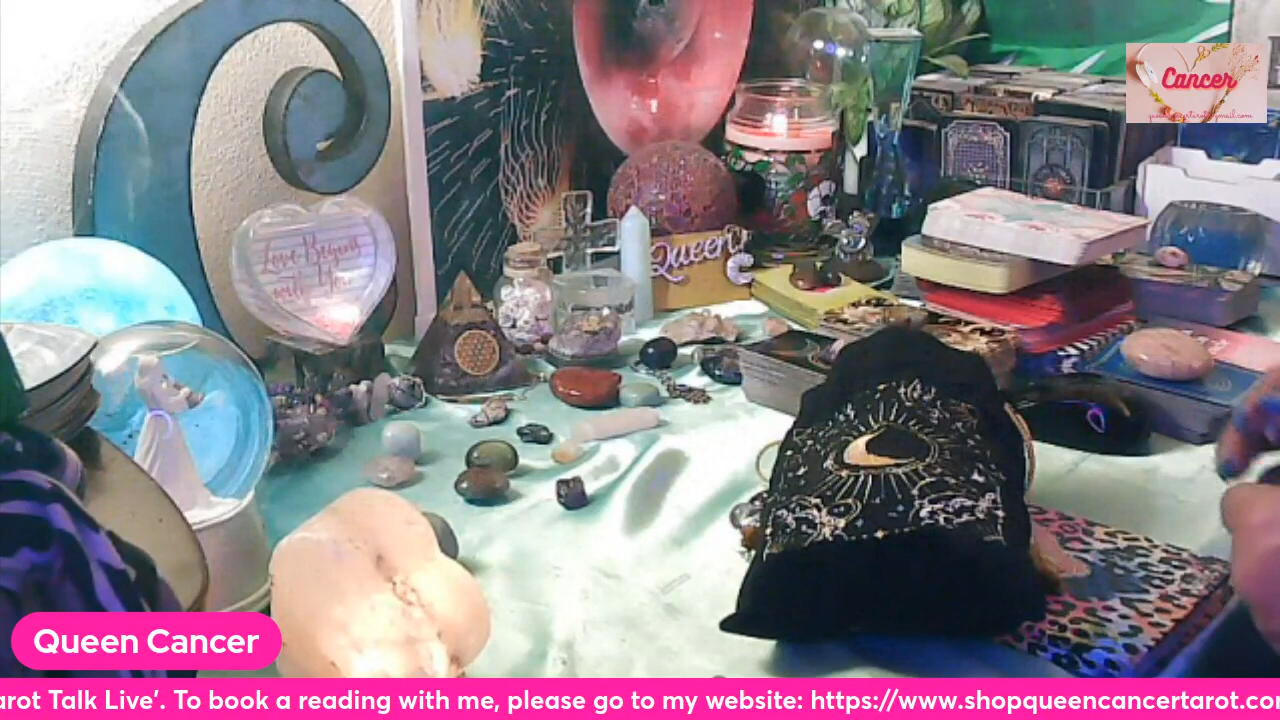 Cancer
Love Begins
with You
Queen
Queen Cancer
arot Talk Live'. To book a reading with me, please go to my website: https://www.shopqueencancertarot.co